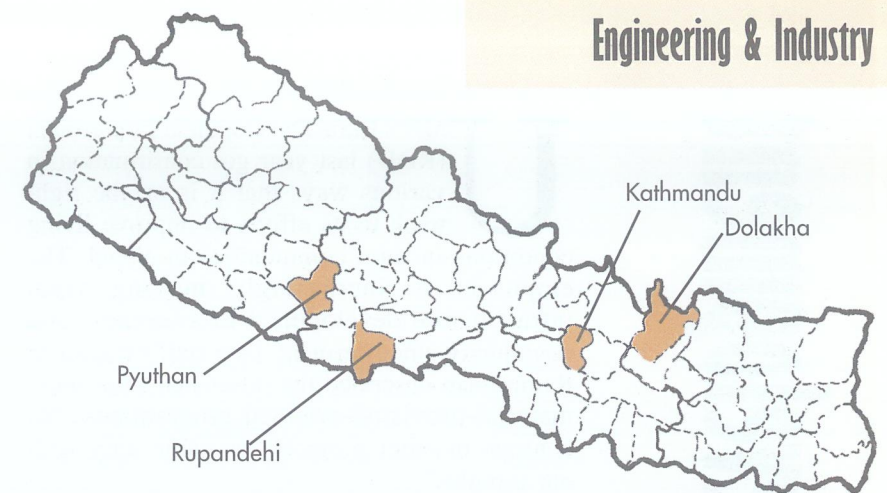 Engineering & Industry
Kathmandu
Dolakha
Pyuthan
Rupandehi